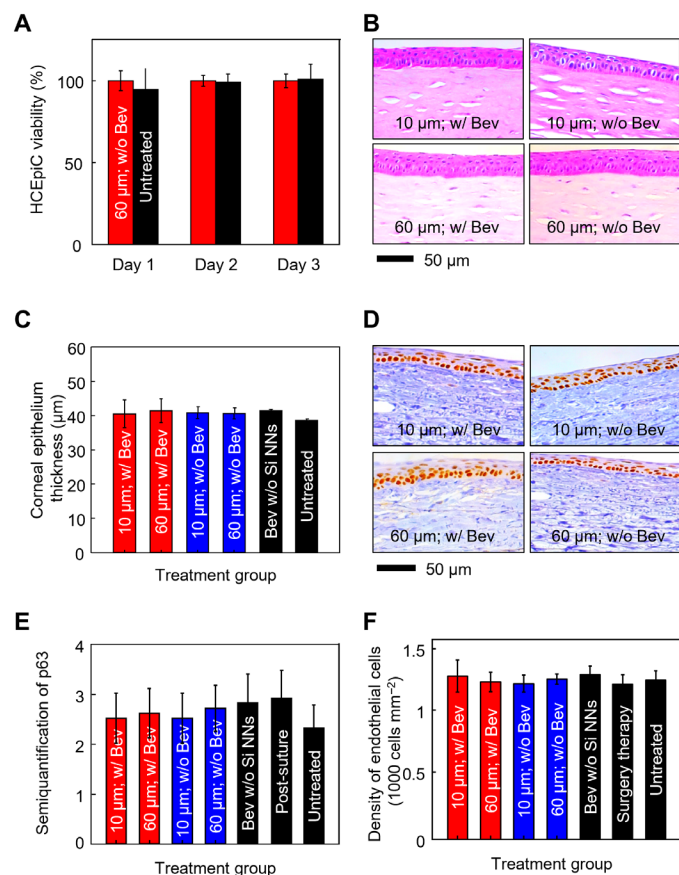 A
HCEpiC viability (%)
100
50
0
60 µm; w/o Bev
Untreated
Day 1
Day 2
Day 3
B
10 µm; w/ Bev
10 µm; w/o Bev
60 µm; w/ Bev
60 µm; w/o Bev
50 µm
C
Corneal epithelium
thickness (µm)
60
50
40
30
20
10
0
10 µm; w/ Bev
60 µm; w/ Bev
10 µm; w/o Bev
60 µm; w/o Bev
Bev w/o Si NNs
Untreated
Treatment group
D
10 µm; w/ Bev
10 µm; w/o Bev
60 µm; w/ Bev
60 µm; w/o Bev
50 µm
E
Semiquantification of p63
4
3
2
1
0
10 µm; w/ Bev
60 µm; w/ Bev
10 µm; w/o Bev
60 µm; w/o Bev
Bev w/o Si NNs
Post-suture
Untreated
Treatment group
F
Density of endothelial cells
(1000 cells mm⁻²)
1.5
1
0.5
0
10 µm; w/ Bev
60 µm; w/ Bev
10 µm; w/o Bev
60 µm; w/o Bev
Bev w/o Si NNs
Surgery therapy
Untreated
Treatment group